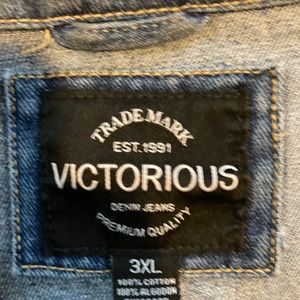 TRADE MARK
EST.1991
VICTORIOUS
DENIM JEANS
PREMIUM QUALITY
3XL
100% COTTON
100% ALGODON